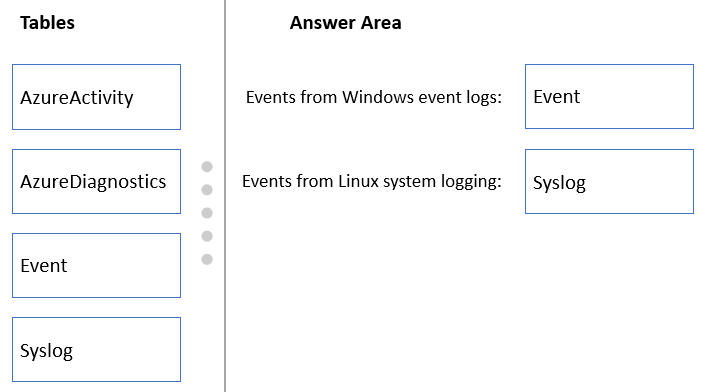 Tables
AzureActivity
AzureDiagnostics
Event
Syslog
Answer Area
Events from Windows event logs: Event
Events from Linux system logging: Syslog